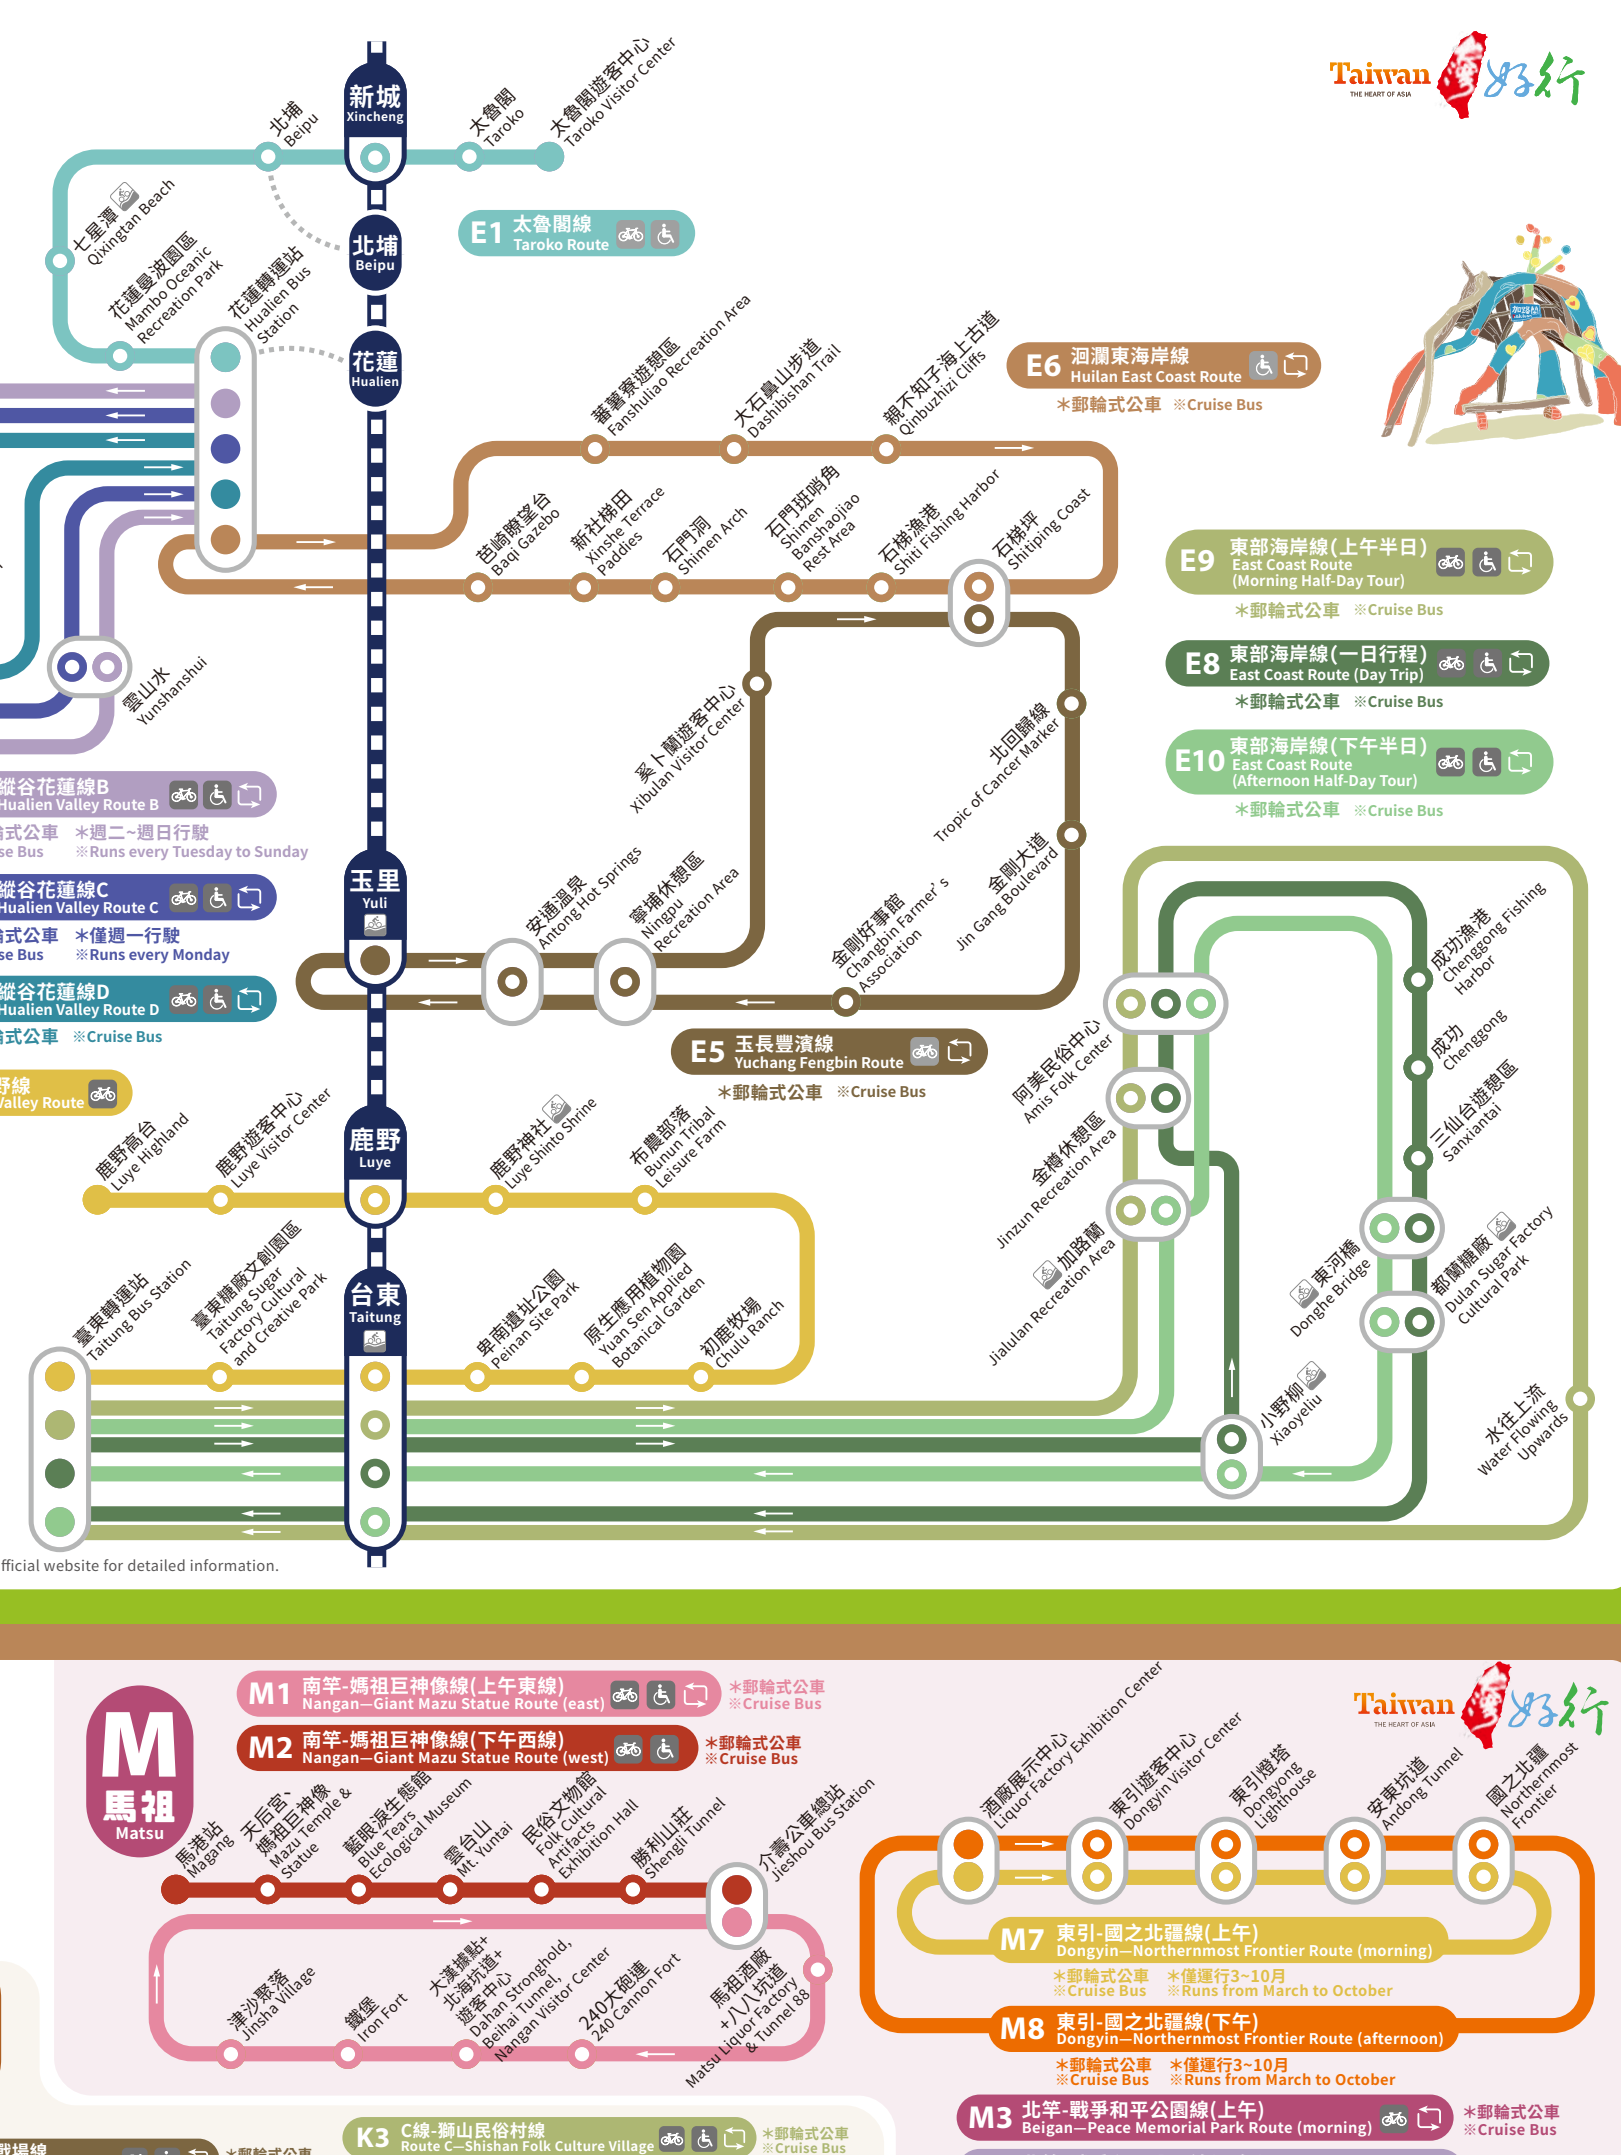 新城
Xincheng
北埔
Beipu
太魯閣
Taroko
太魯閣遊客中心
Taroko Visitor Center
Taiwan
THE HEART OF ASIA
好行
七星潭
Qixingtan Beach
北埔
Beipu
E1 太魯閣線
Taroko Route
花蓮曼波園區
Mambo Oceanic
Recreation Park
花蓮轉運站
Hualien Bus
Station
花蓮
Hualien
蕃薯寮遊憩區
Fanshuliao Recreation Area
大石鼻山步道
Dashibishan Trail
親不知子海上古道
Qinbuzhizi Cliffs
E6 洄瀾東海岸線
Huilan East Coast Route
＊郵輪式公車 ※Cruise Bus
芭崎瞭望台
Baqi Gazebo
新社梯田
Xinshe Terrace
Paddies
石門洞
Shimen Arch
石門班哨角
Shimen
Banshaojiao
Rest Area
石梯漁港
Shiti Fishing Harbor
石梯坪
Shitiping Coast
E9 東部海岸線(上午半日)
East Coast Route
(Morning Half-Day Tour)
＊郵輪式公車 ※Cruise Bus
E8 東部海岸線(一日行程)
East Coast Route (Day Trip)
＊郵輪式公車 ※Cruise Bus
E10 東部海岸線(下午半日)
East Coast Route
(Afternoon Half-Day Tour)
＊郵輪式公車 ※Cruise Bus
雲山水
Yunshanshui
奚卜蘭遊客中心
Xibulan Visitor Center
北回歸線
Tropic of Cancer Marker
金剛大道
Jin Gang Boulevard
縱谷花蓮線B
Hualien Valley Route B
式公車 ＊週二~週日行駛
se Bus ※Runs every Tuesday to Sunday
縱谷花蓮線C
Hualien Valley Route C
式公車 ＊僅週一行駛
se Bus ※Runs every Monday
縱谷花蓮線D
Hualien Valley Route D
式公車 ※Cruise Bus
玉里
Yuli
安通溫泉
Antong Hot Springs
寧埔休憩區
Ningpu
Recreation Area
金剛好事館
Changbin Farmer's
Association
E5 玉長豐濱線
Yuchang Fengbin Route
＊郵輪式公車 ※Cruise Bus
野線
Valley Route
鹿野高台
Luye Highland
鹿野遊客中心
Luye Visitor Center
鹿野
Luye
鹿野神社
Luye Shinto Shrine
布農部落
Bunun Tribal
Leisure Farm
阿美民俗中心
Amis Folk Center
金樽休憩區
Jinzun Recreation Area
加路蘭
Jialulan Recreation Area
成功漁港
Chenggong Fishing
Harbor
成功
Chenggong
三仙台遊憩區
Sanxiantai
東河橋
Donghe Bridge
都蘭糖廠
Dulan Sugar Factory
Cultural Park
小野柳
Xiaoyeliu
水往上流
Water Flowing
Upwards
臺東轉運站
Taitung Bus Station
臺東糖廠文創園區
Taitung Sugar
Factory Cultural
and Creative Park
台東
Taitung
卑南遺址公園
Peinan Site Park
原生應用植物園
Yuan Sen Applied
Botanical Garden
初鹿牧場
Chulu Ranch
fficial website for detailed information.
M
馬祖
Matsu
M1 南竿-媽祖巨神像線(上午東線)
Nangan—Giant Mazu Statue Route (east)
＊郵輪式公車
※Cruise Bus
M2 南竿-媽祖巨神像線(下午西線)
Nangan—Giant Mazu Statue Route (west)
＊郵輪式公車
※Cruise Bus
Taiwan
THE HEART OF ASIA
好行
馬港站
Magang
天后宮、
媽祖巨神像
Mazu Temple &
Statue
藍眼淚生態館
Blue Tears
Ecological Museum
雲台山
Mt. Yuntai
民俗文物館
Folk Cultural
Artifacts
Exhibition Hall
勝利山莊
Shengli Tunnel
介壽公車總站
Jieshou Bus Station
津沙聚落
Jinsha Village
鐵堡
Iron Fort
大漢據點+
北海坑道+
遊客中心
Dahan Stronghold,
Beihai Tunnel,
Nangan Visitor Center
240大砲連
240 Cannon Fort
馬祖酒廠
+八八坑道
Matsu Liquor Factory
& Tunnel 88
酒廠展示中心
Liquor Factory Exhibition Center
東引遊客中心
Dongyin Visitor Center
東引燈塔
Dongyong
Lighthouse
安東坑道
Andong Tunnel
國之北疆
Northernmost
Frontier
M7 東引-國之北疆線(上午)
Dongyin—Northernmost Frontier Route (morning)
＊郵輪式公車 ＊僅運行3~10月
※Cruise Bus ※Runs from March to October
M8 東引-國之北疆線(下午)
Dongyin—Northernmost Frontier Route (afternoon)
＊郵輪式公車 ＊僅運行3~10月
※Cruise Bus ※Runs from March to October
M3 北竿-戰爭和平公園線(上午)
Beigan—Peace Memorial Park Route (morning)
＊郵輪式公車
※Cruise Bus
K3 C線-獅山民俗村線
Route C—Shishan Folk Culture Village
＊郵輪式公車
※Cruise Bus
戰場線
＊郵輪式公車